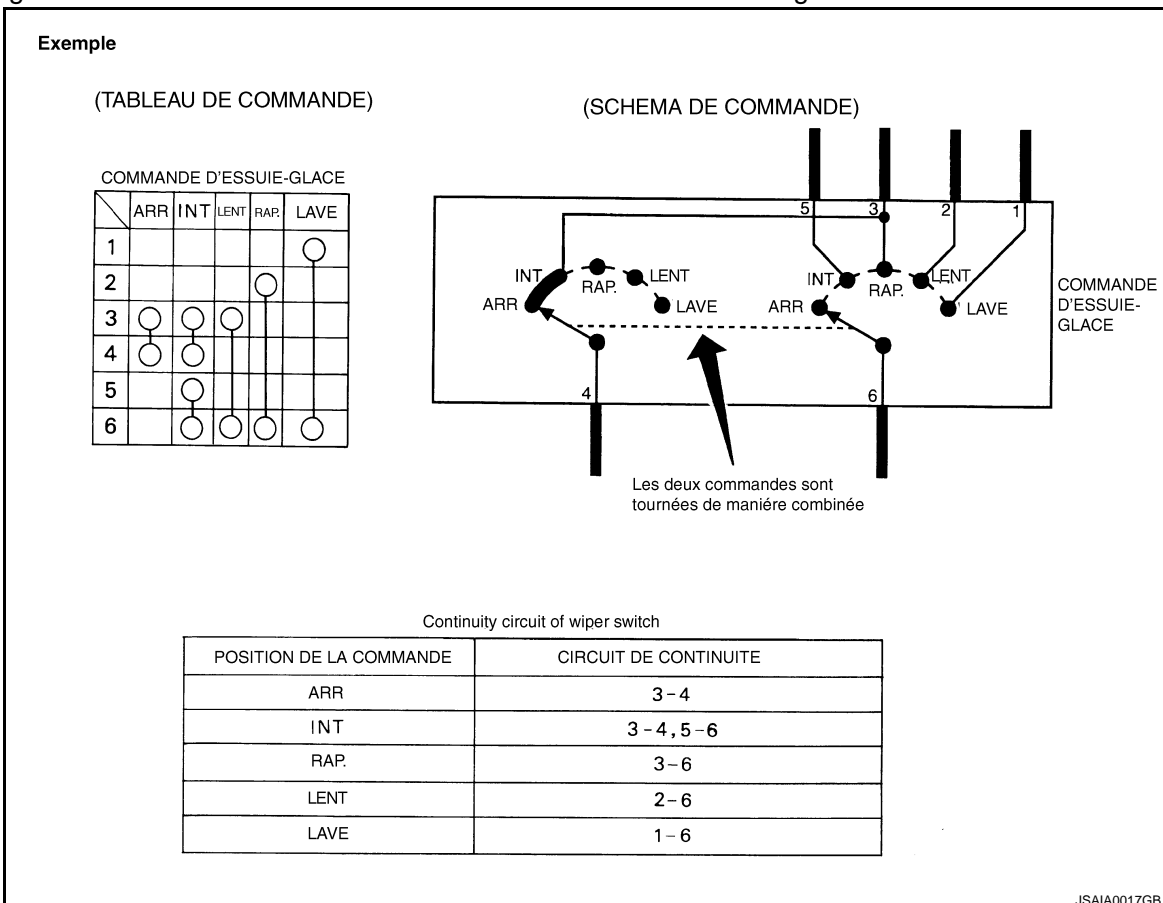 Exemple
(TABLEAU DE COMMANDE)
(SCHEMA DE COMMANDE)
COMMANDE D'ESSUIE-GLACE
ARR INT LENT RAP. LAVE
1
2
3
4
5
6
5 3 2 1
INT RAP. LENT
ARR LAVE
INT RAP. LENT
ARR LAVE
4 6
COMMANDE
D'ESSUIE-
GLACE
Les deux commandes sont
tournées de maniére combinée
Continuity circuit of wiper switch
POSITION DE LA COMMANDE CIRCUIT DE CONTINUITE
ARR 3-4
INT 3-4,5-6
RAP. 3-6
LENT 2-6
LAVE 1-6
JSAIA0017GB